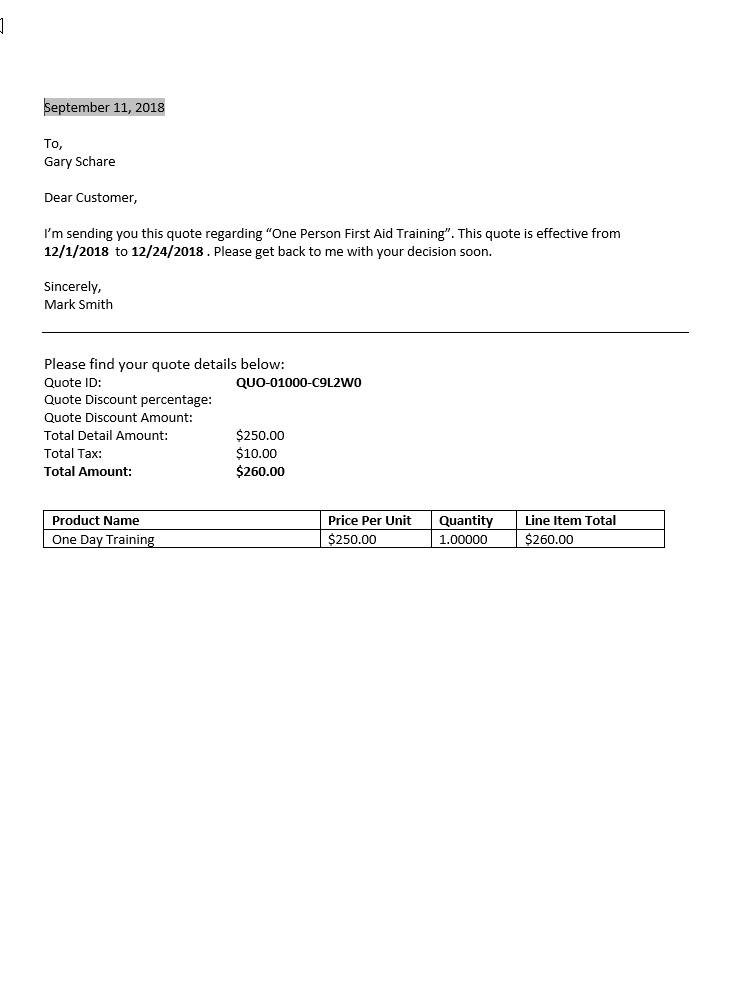 September 11, 2018
To,
Gary Schare
Dear Customer,
I’m sending you this quote regarding “One Person First Aid Training”. This quote is effective from
12/1/2018  to 12/24/2018 . Please get back to me with your decision soon.
Sincerely,
Mark Smith
Please find your quote details below:
Quote ID: QUO-01000-C9L2W0
Quote Discount percentage:
Quote Discount Amount:
Total Detail Amount: $250.00
Total Tax: $10.00
Total Amount: $260.00
Product Name Price Per Unit Quantity Line Item Total
One Day Training $250.00 1.00000 $260.00